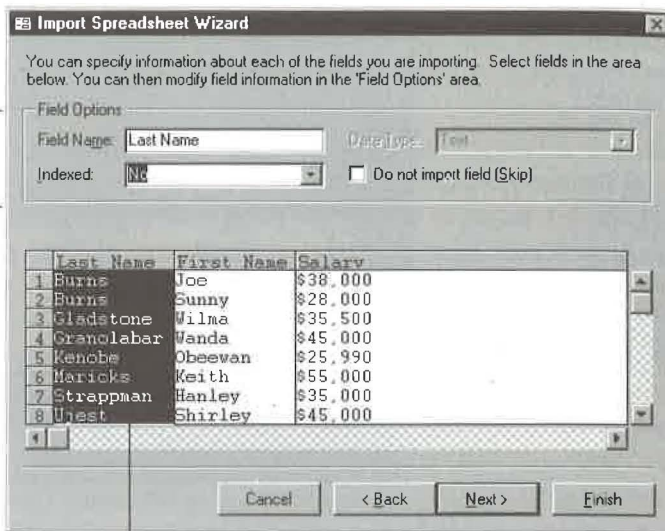 Import Spreadsheet Wizard
You can specify information about each of the fields you are importing. Select fields in the area
below. You can then modify field information in the 'Field Options' area.
Field Options
Field Name: Last Name Data Type: Text
Indexed: No Do not import field (Skip)
Last Name First Name Salary
1 Burns Joe $38,000
2 Burns Sunny $28,000
3 Gladstone Wilma $35,500
4 Granolabar Wanda $45,000
5 Kenobe Obeewan $25,990
6 Maricks Keith $55,000
7 Strappman Hanley $35,000
8 Ujest Shirley $45,000
Cancel < Back Next > Finish